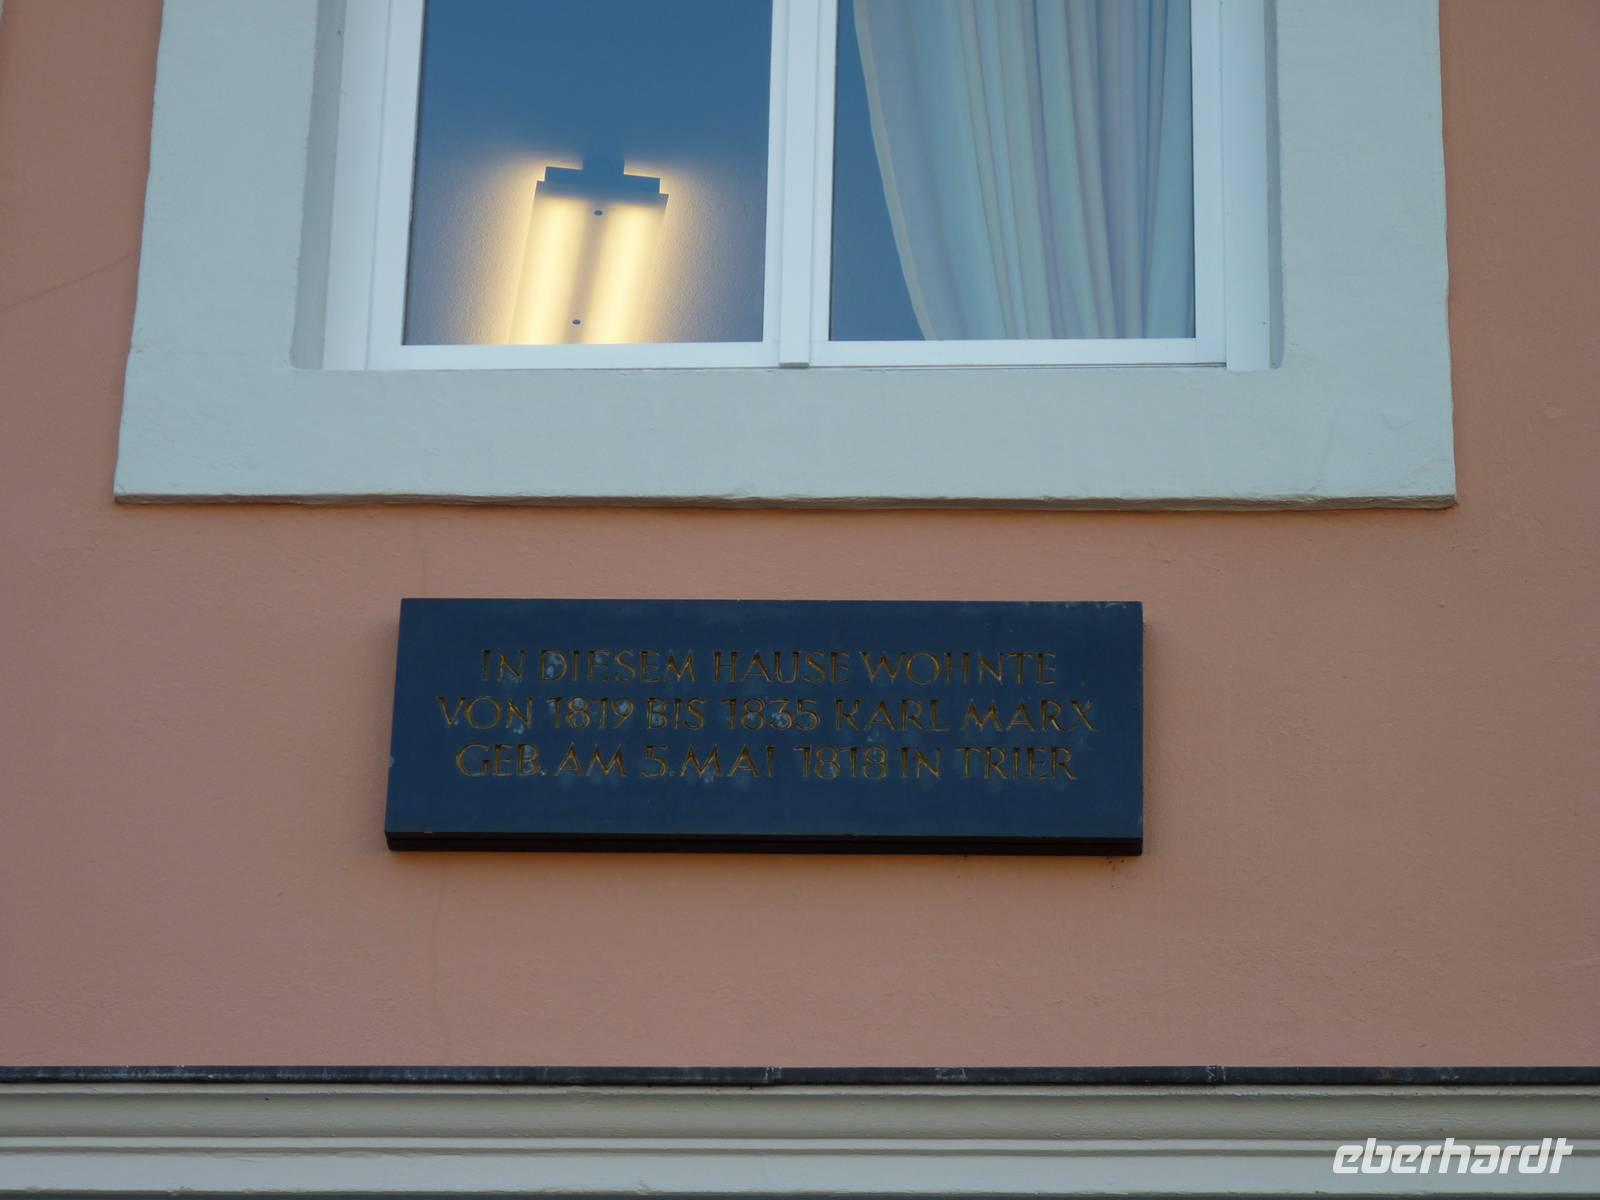 IN DIESEM HAUSE WOHNTE
VON 1819 BIS 1835 KARL MARX
GEB. AM 5. MAI 1818 IN TRIER
eberhardt